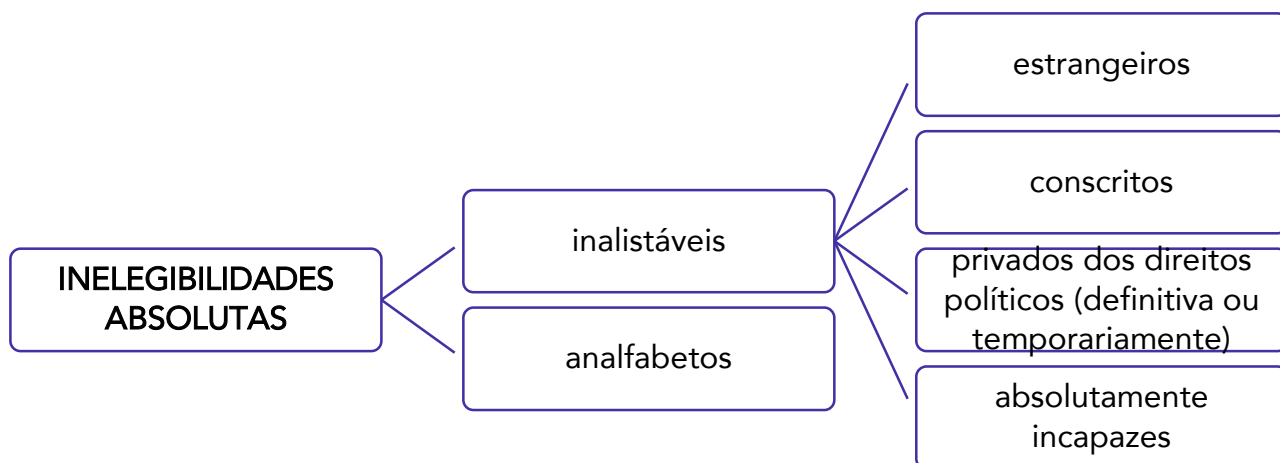 INELEGIBILIDADES
ABSOLUTAS
inalistáveis
analfabetos
estrangeiros
conscritos
privados dos direitos
políticos (definitiva ou
temporariamente)
absolutamente
incapazes